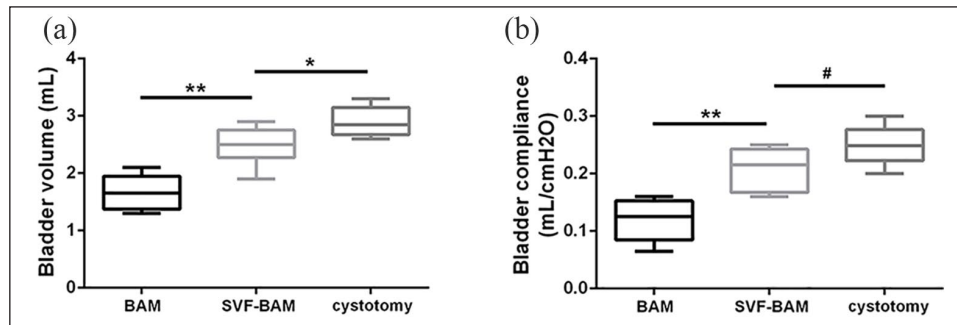 (a)
Bladder volume (mL)
4
3
2
1
0
**
*
BAM
SVF-BAM
cystotomy
(b)
Bladder compliance
(mL/cmH2O)
0.4
0.3
0.2
0.1
0.0
**
#
BAM
SVF-BAM
cystotomy